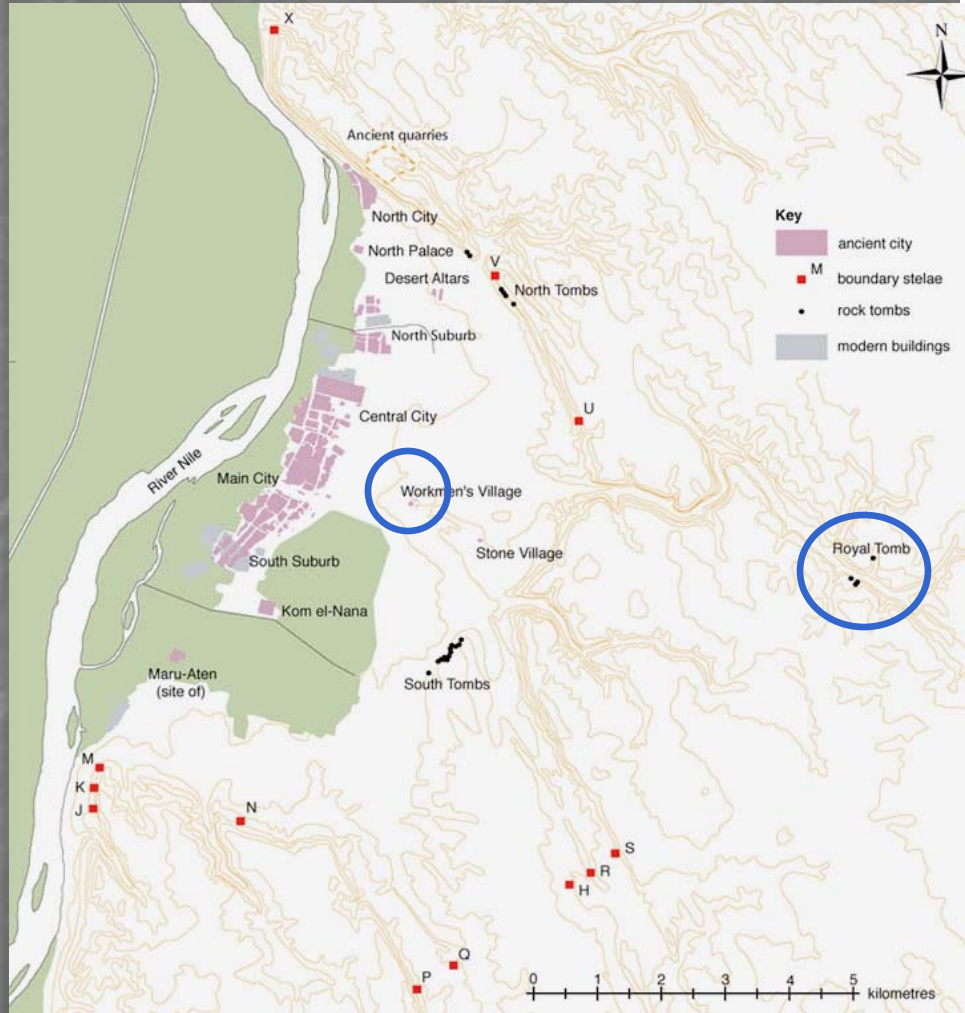 X
N
Ancient quarries
North City
North Palace
V
Desert Altars
North Tombs
North Suburb
Key
ancient city
M
boundary stelae
rock tombs
modern buildings
Central City
U
River Nile
Main City
Workmen's Village
Stone Village
Royal Tomb
South Suburb
Kom el-Nana
Maru-Aten
(site of)
South Tombs
M
K
J
N
S
R
H
Q
P
0 1 2 3 4 5
kilometres